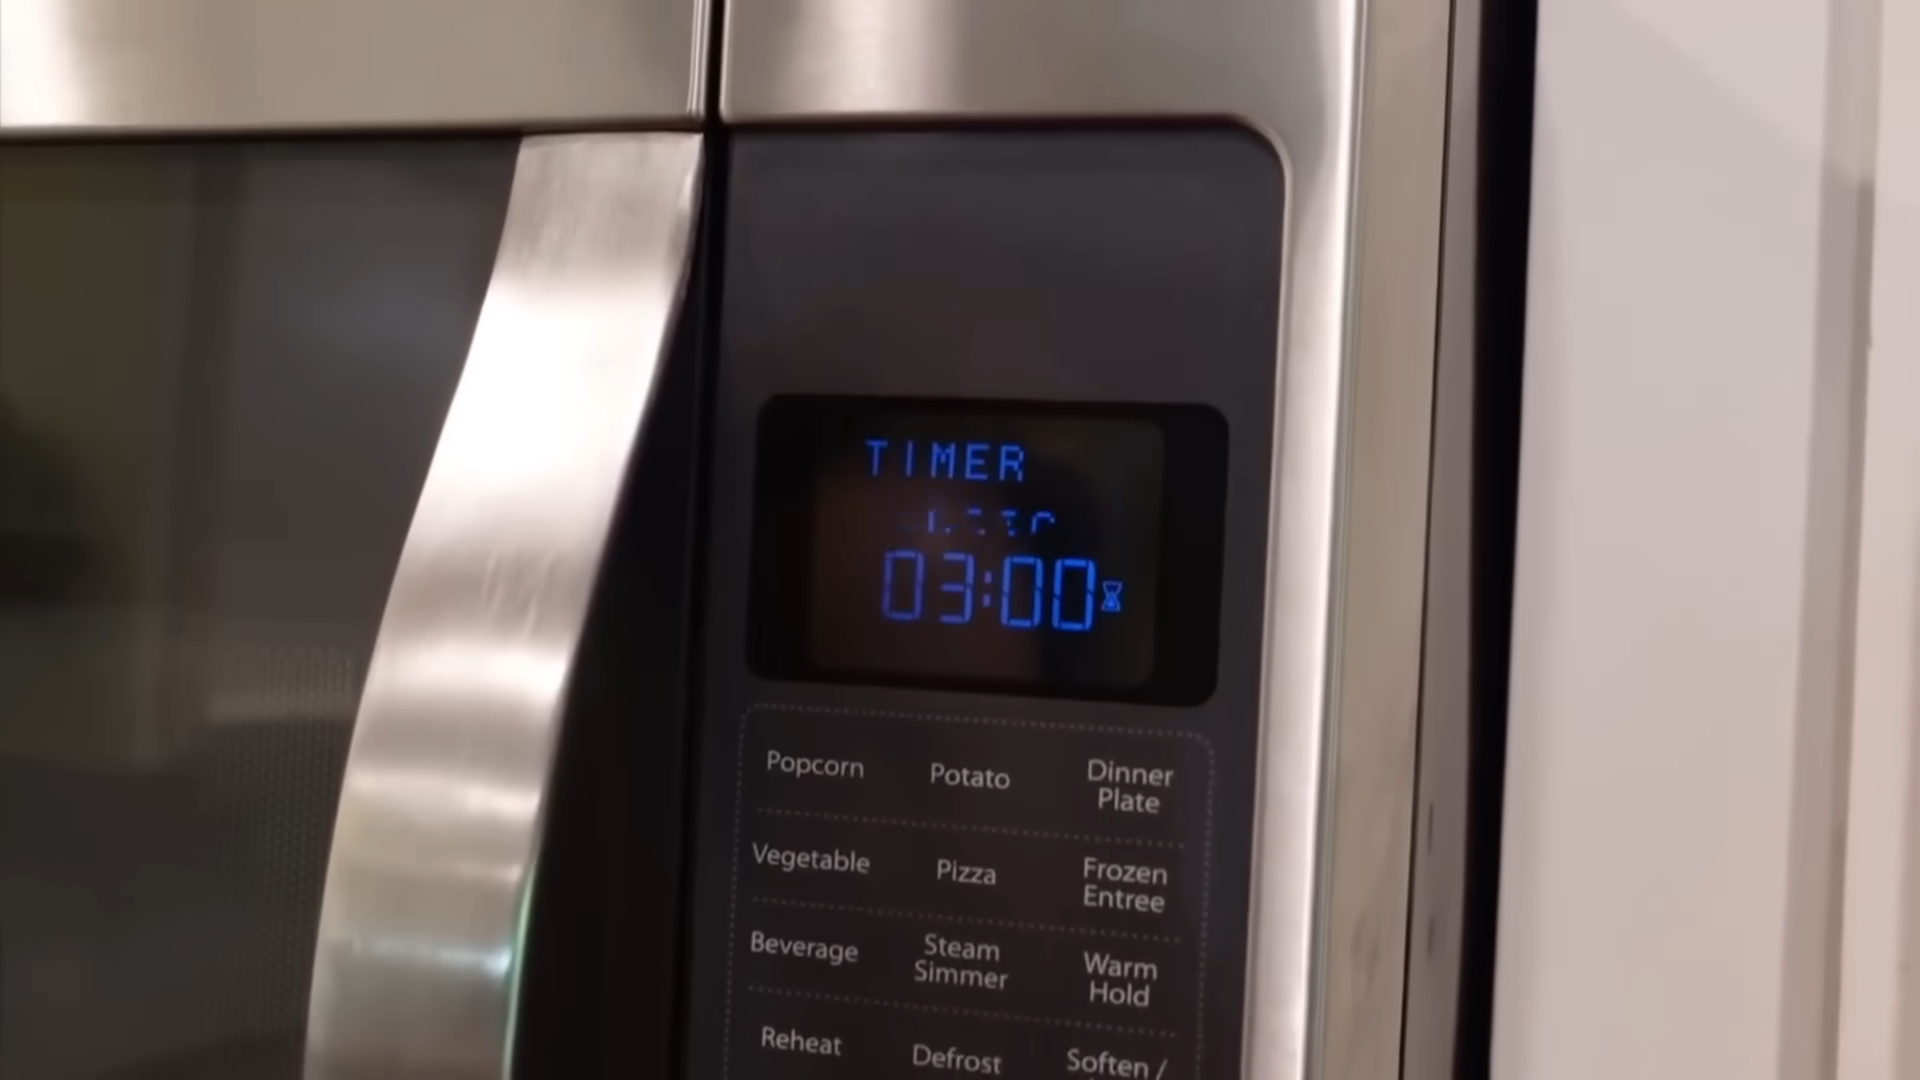 TIMER
03:00
Popcorn Potato Dinner Plate
Vegetable Pizza Frozen Entree
Beverage Steam Simmer Warm Hold
Reheat Defrost Soften /